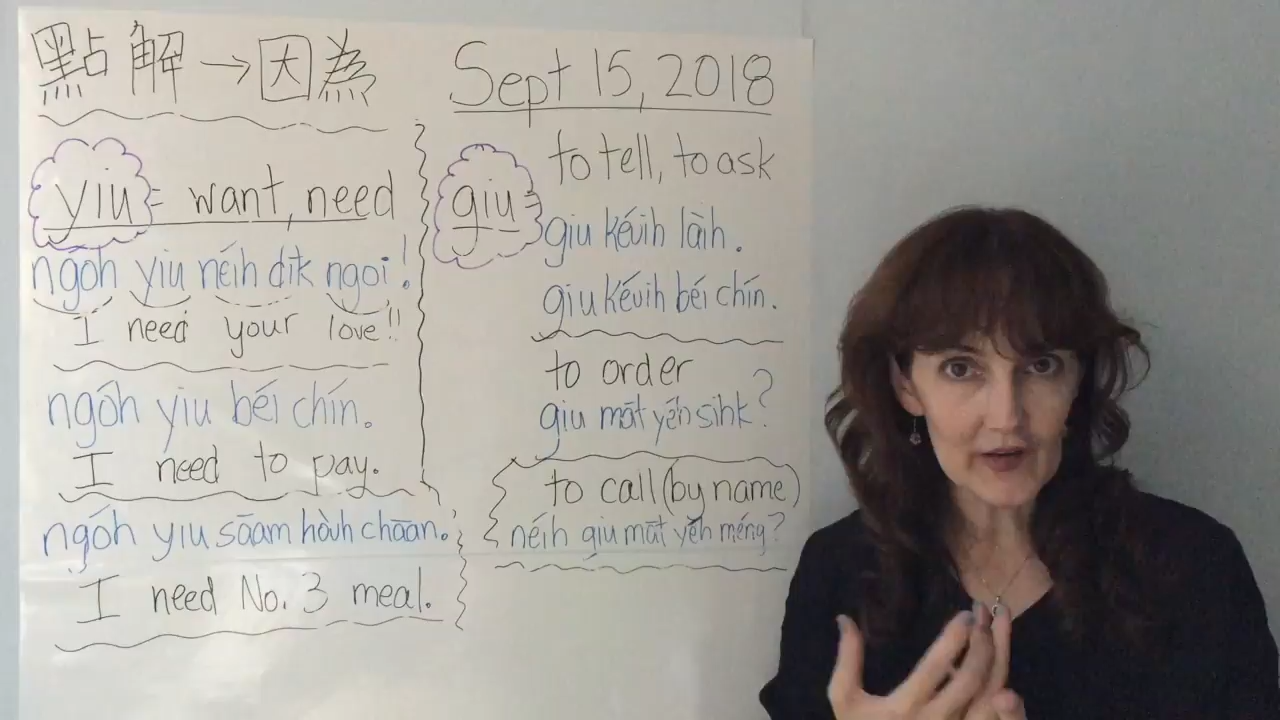 點解→因為
yiu = want, need
ngóh yiu néih dīk ngoi!
I need your love!!
ngóh yiu béi chín.
I need to pay.
ngóh yiu sāam hòuh chāan.
I need No. 3 meal.
Sept 15, 2018
giu = to tell, to ask
giu kéuih làih.
giu kéuih béi chín.
to order
giu māt yéh sihk?
to call (by name)
néih giu māt yéh méng?